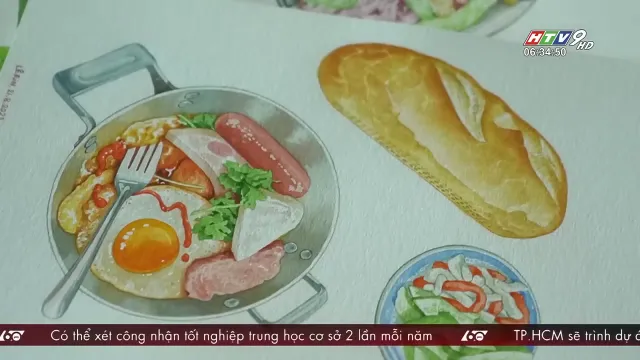 HTV9 HD
06:34:50
Có thể xét công nhận tốt nghiệp trung học cơ sở 2 lần mỗi năm
TP.HCM sẽ trình dự á